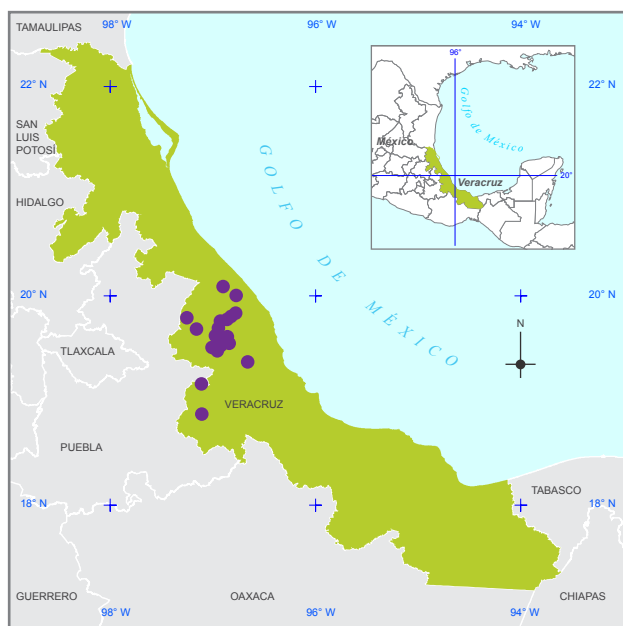 TAMAULIPAS
98° W
96° W
94° W
22° N
22° N
96°
Golfo de México
México
20°
Veracruz
SAN
LUIS
POTOSÍ
HIDALGO
GOLFO DE MÉXICO
20° N
20° N
N
TLAXCALA
VERACRUZ
PUEBLA
TABASCO
18° N
18° N
GUERRERO
98° W
OAXACA
96° W
94° W
CHIAPAS